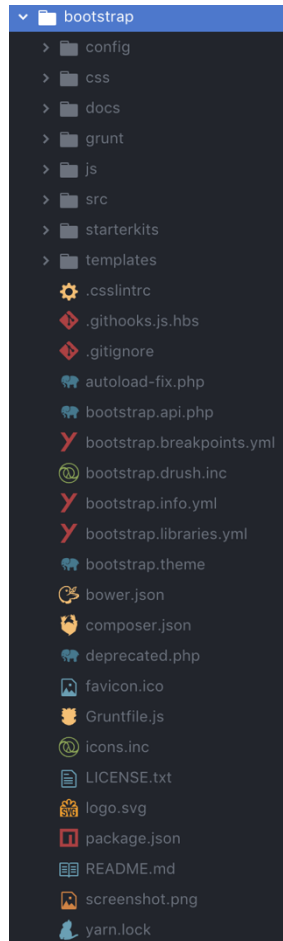 bootstrap
config
css
docs
grunt
js
src
starterkits
templates
.csslintrc
.githooks.js.hbs
.gitignore
autoload-fix.php
bootstrap.api.php
bootstrap.breakpoints.yml
bootstrap.drush.inc
bootstrap.info.yml
bootstrap.libraries.yml
bootstrap.theme
bower.json
composer.json
deprecated.php
favicon.ico
Gruntfile.js
icons.inc
LICENSE.txt
logo.svg
package.json
README.md
screenshot.png
yarn.lock